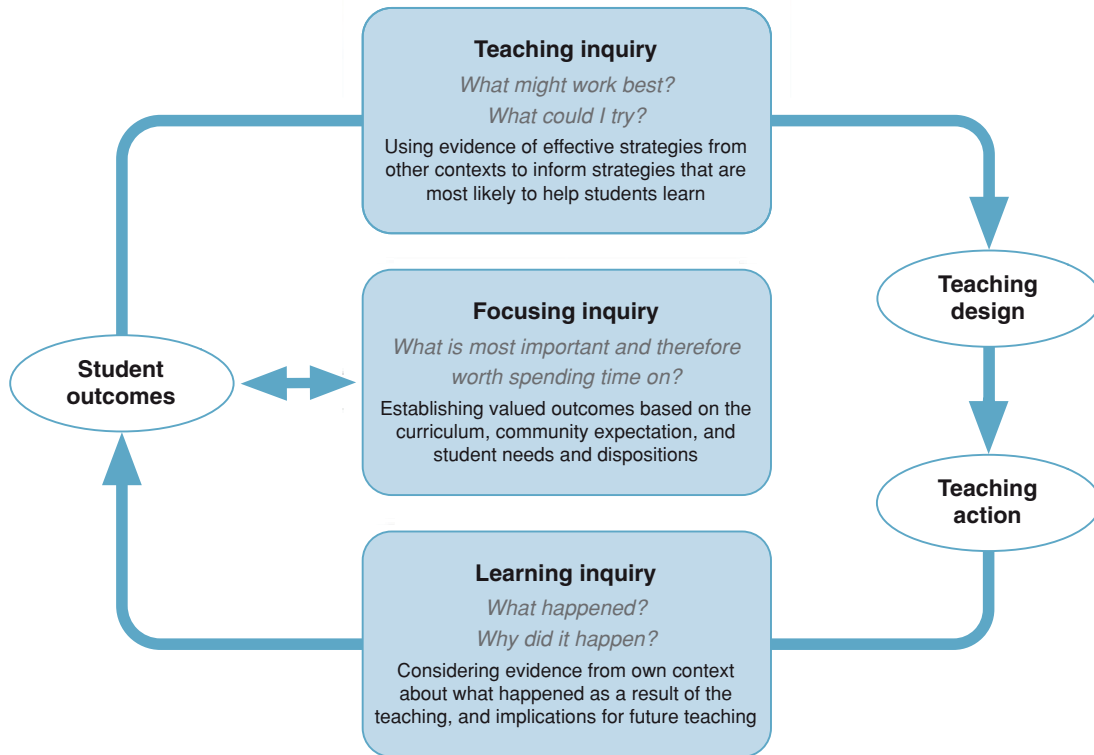 Teaching inquiry
What might work best?
What could I try?
Using evidence of effective strategies from
other contexts to inform strategies that are
most likely to help students learn
Teaching
design
Focusing inquiry
What is most important and therefore
worth spending time on?
Establishing valued outcomes based on the
curriculum, community expectation, and
student needs and dispositions
Student
outcomes
Teaching
action
Learning inquiry
What happened?
Why did it happen?
Considering evidence from own context
about what happened as a result of the
teaching, and implications for future teaching